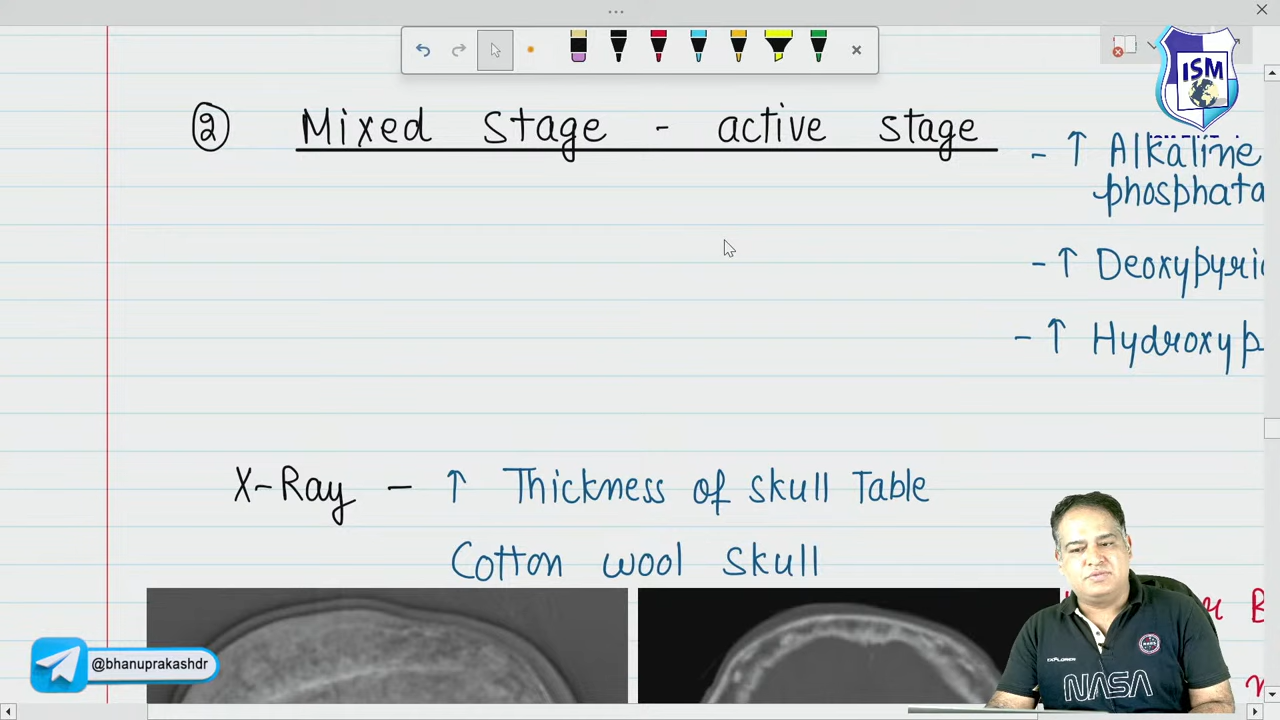 ISM
② Mixed Stage - active stage
- ↑ Alkaline
phosphata
- ↑ Deoxypyri
- ↑ Hydroxyp
X-Ray - ↑ Thickness of skull Table
Cotton wool skull
@bhanuprakashdr
EXPLORER
NASA